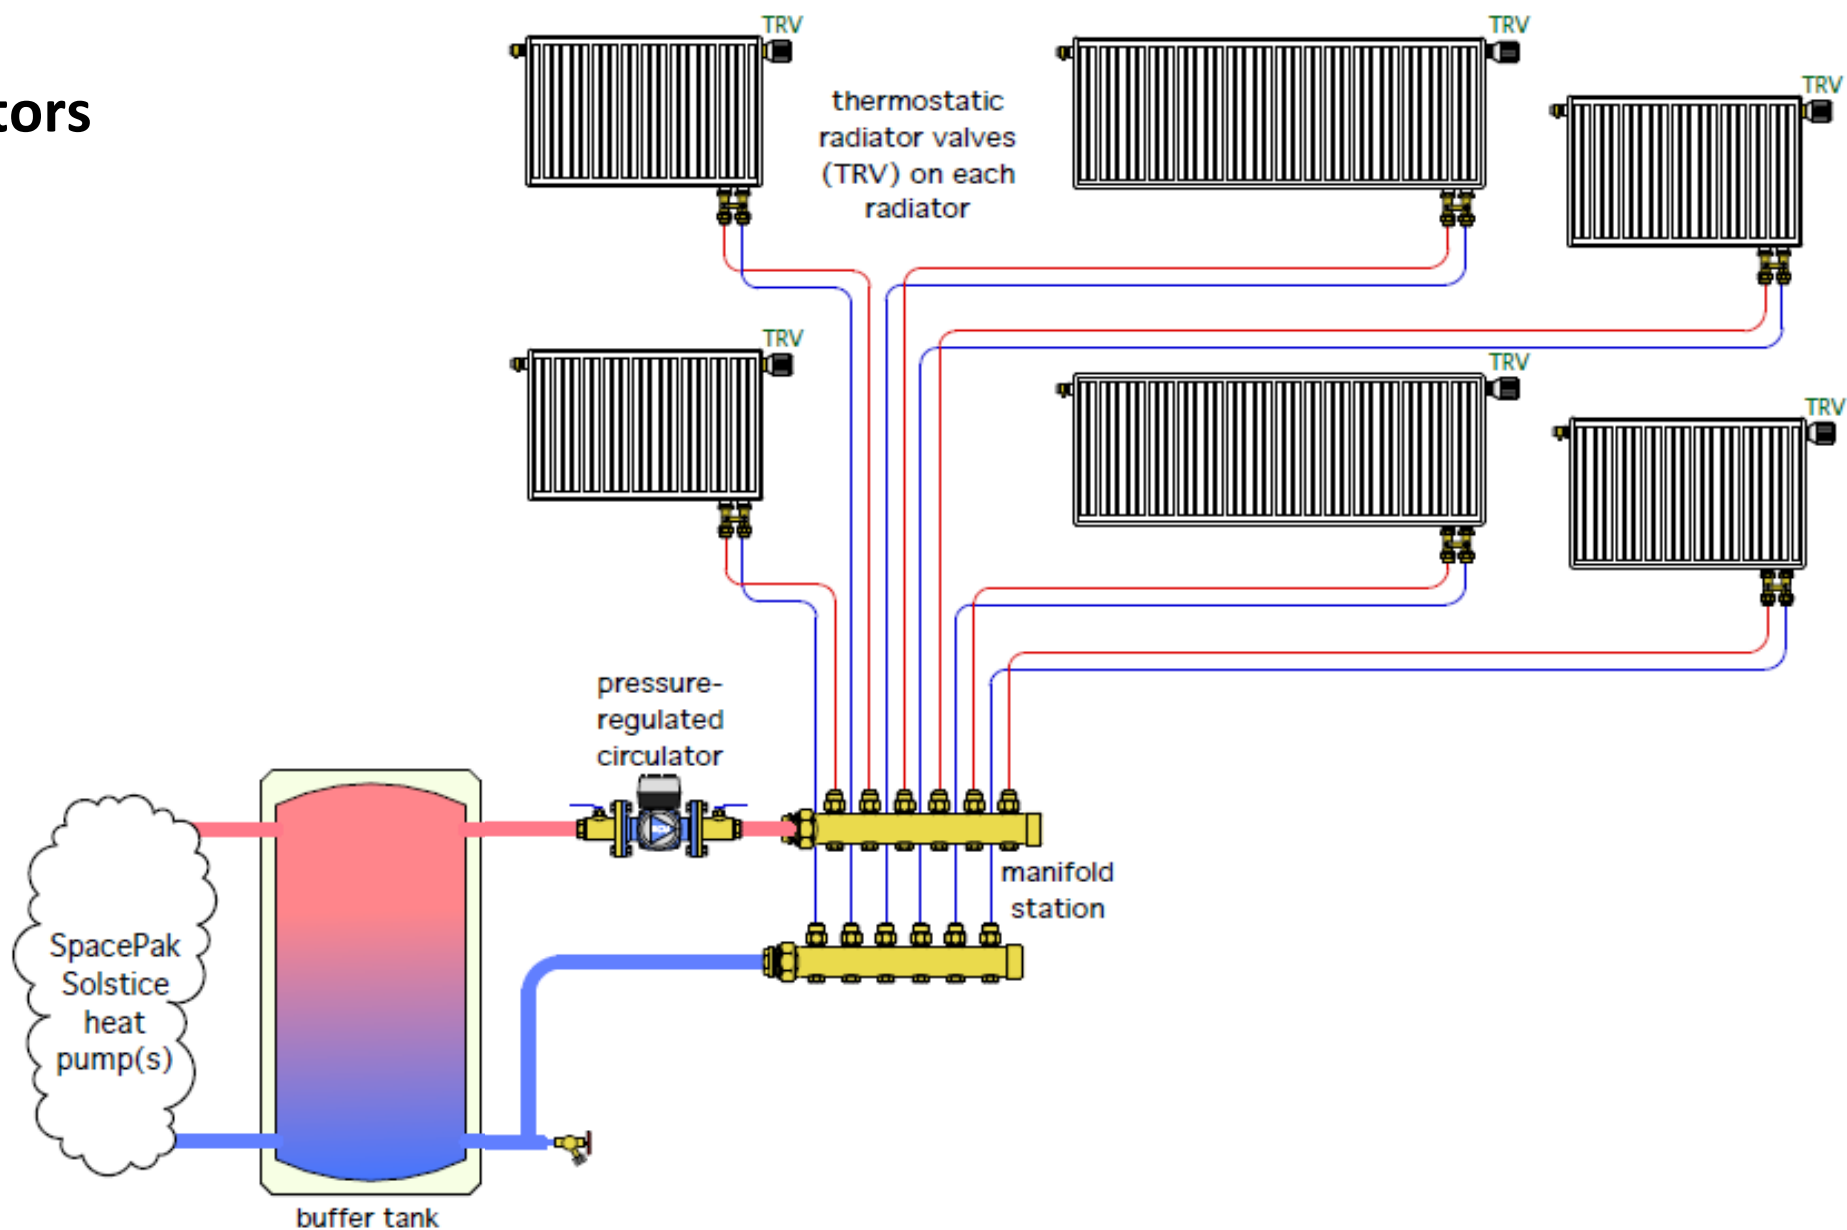 tors
TRV
TRV
TRV
thermostatic
radiator valves
(TRV) on each
radiator
TRV
TRV
TRV
pressure-
regulated
circulator
manifold
station
SpacePak
Solstice
heat
pump(s)
buffer tank